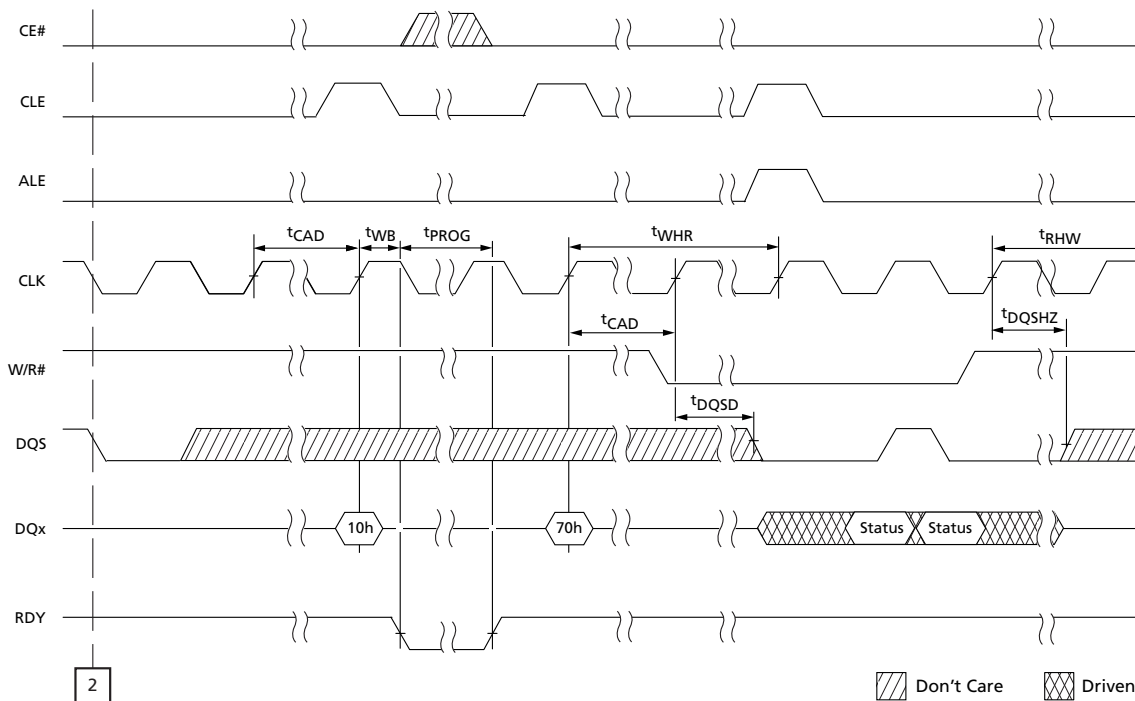 CE#
CLE
ALE
tCAD tWB tPROG tWHR tRHW
CLK
tCAD tDQSHZ
W/R#
tDQSD
DQS
DQx 10h 70h Status Status
RDY
2 Don't Care Driven